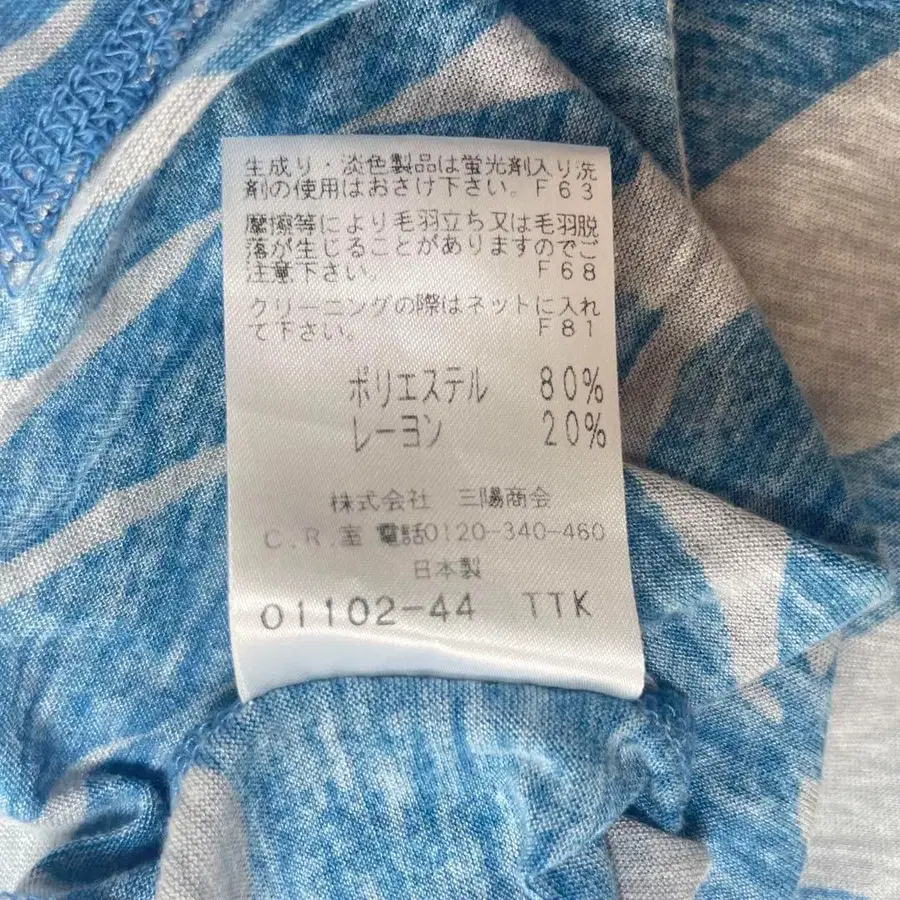 生成り・淡色製品は蛍光剤入り洗
剤の使用はおさけ下さい。F63
摩擦等により毛羽立ち又は毛羽脱
落が生じることがありますのでご
注意下さい。 F68
クリーニングの際はネットに入れ
て下さい。 F81
ポリエステル 80%
レーヨン 20%
株式会社 三陽商会
C.R.室 電話0120-340-460
日本製
01102-44 TTK